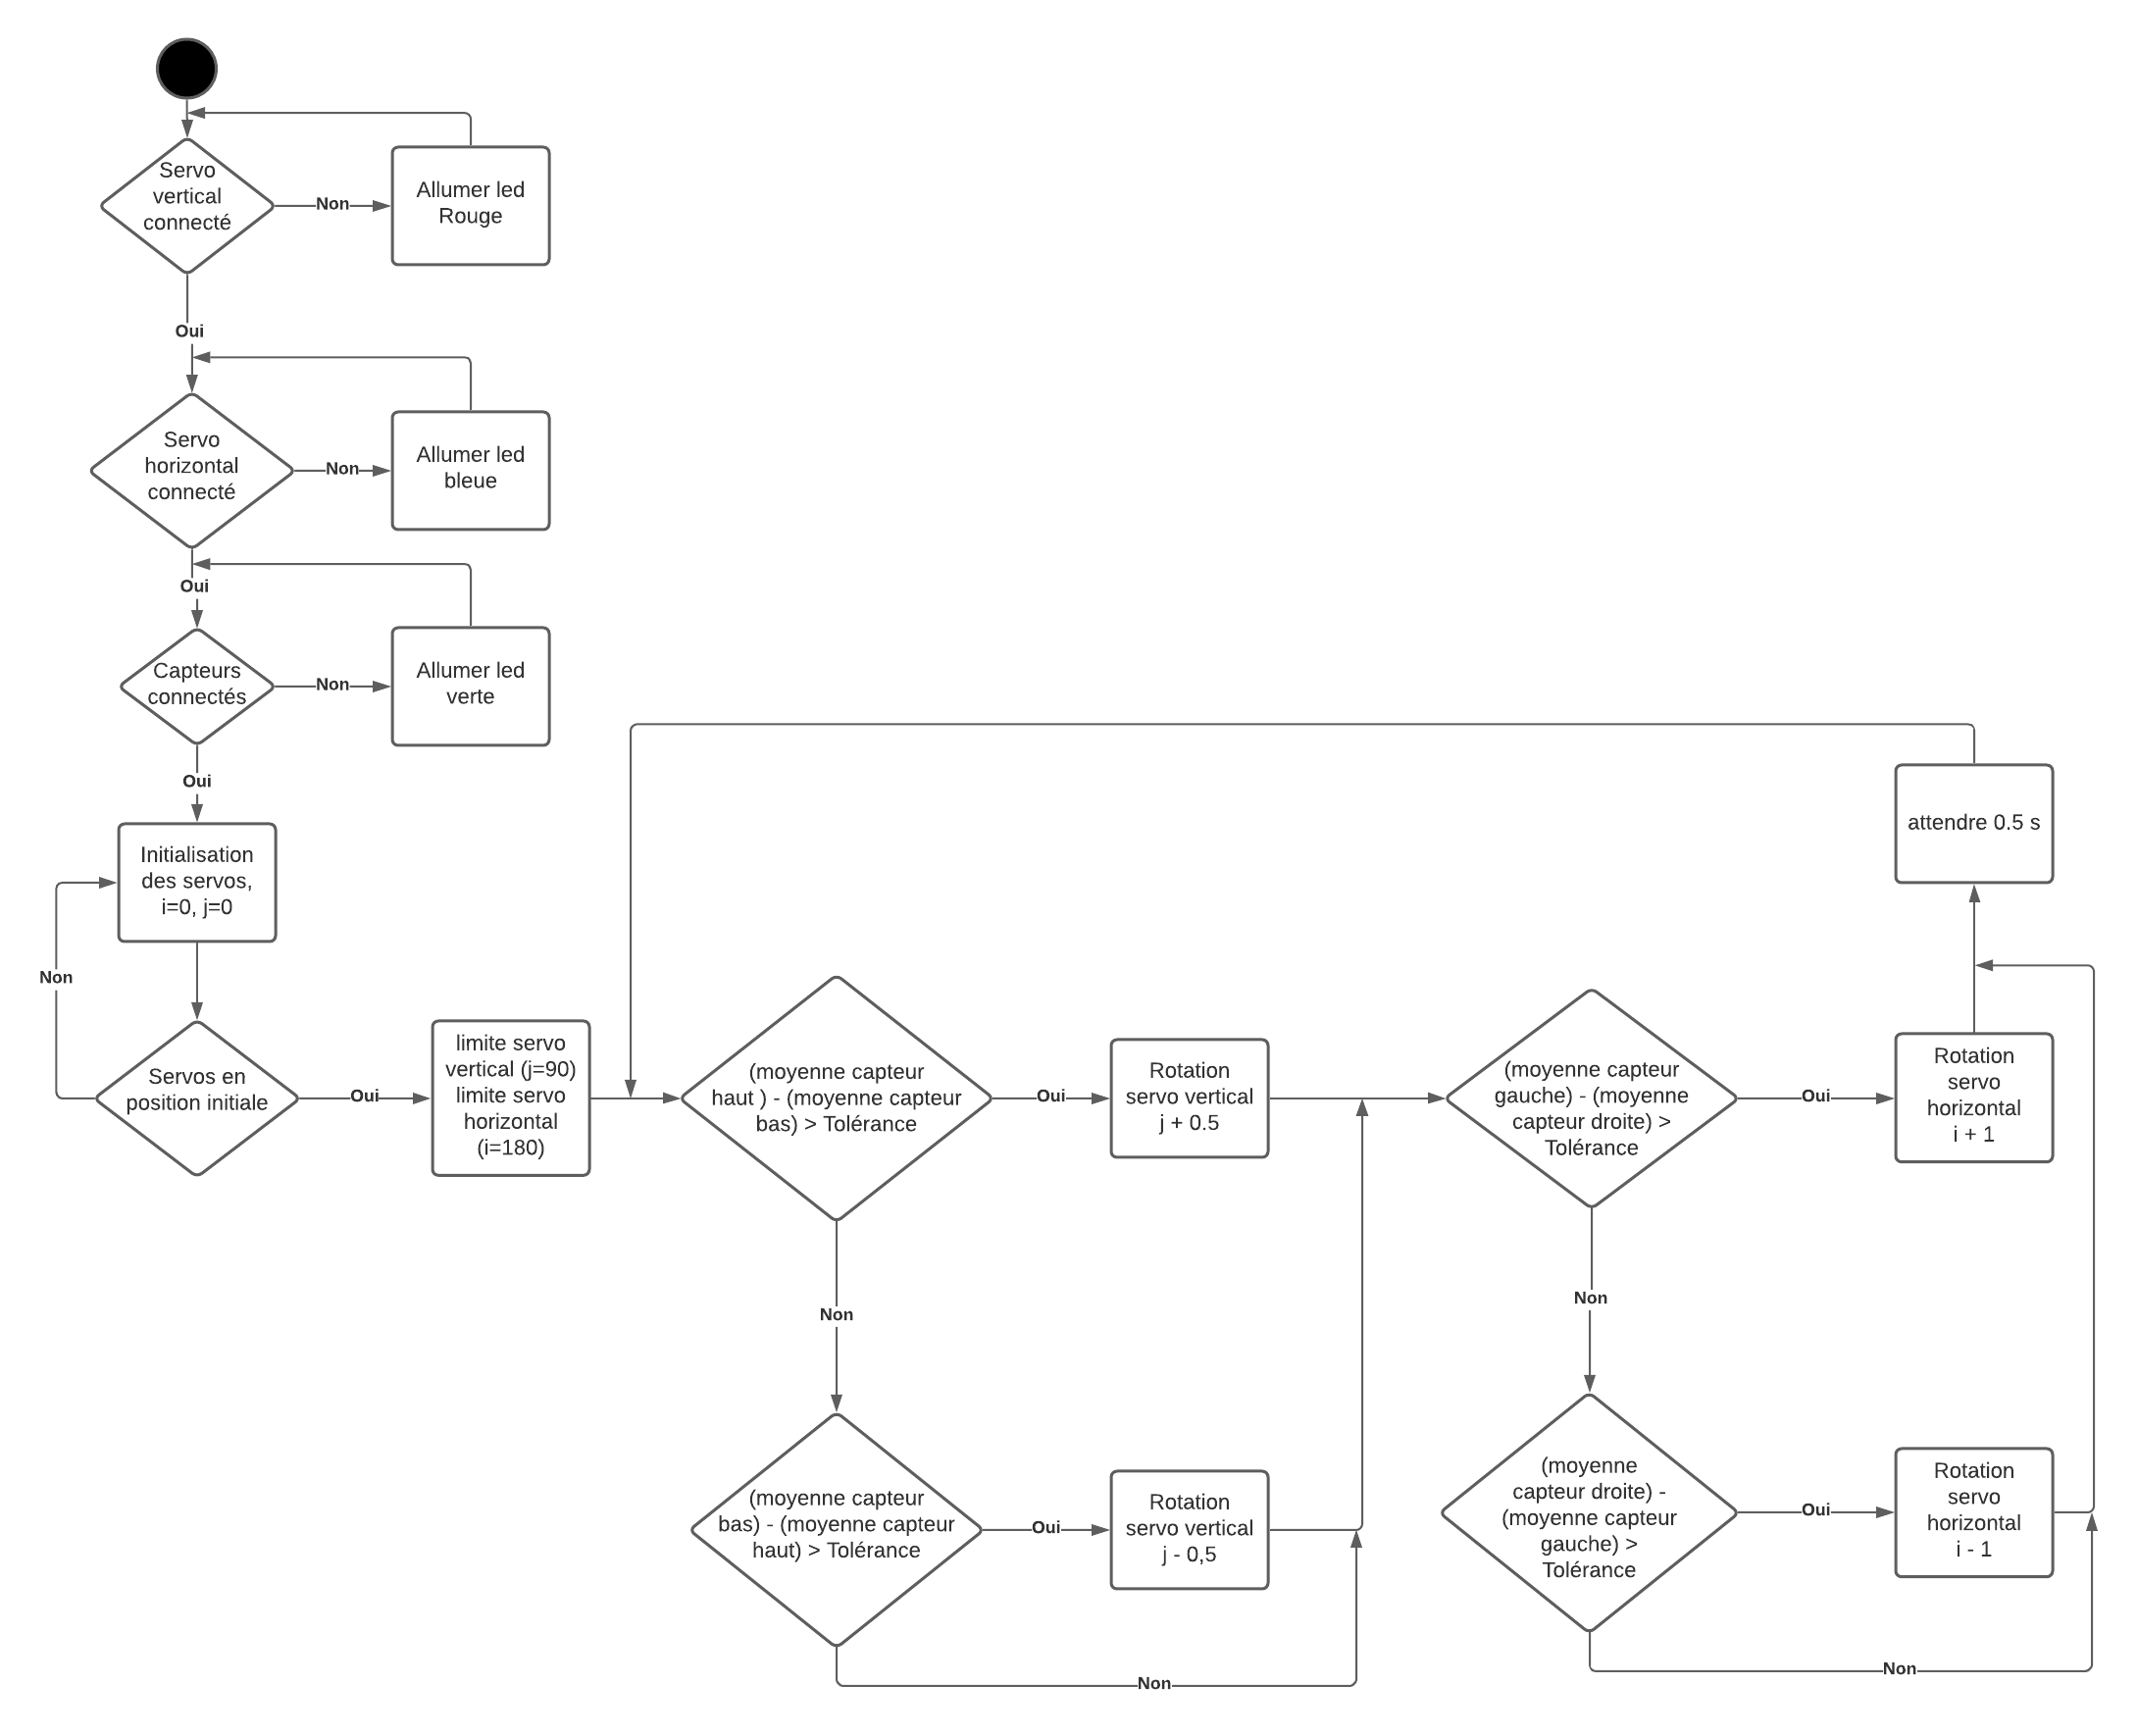 Servo
vertical
connecté
Non
Allumer led
Rouge
Oui
Servo
horizontal
connecté
Non
Allumer led
bleue
Oui
Capteurs
connectés
Non
Allumer led
verte
Oui
Initialisation
des servos,
i=0, j=0
Non
Servos en
position initiale
Oui
limite servo
vertical (j=90)
limite servo
horizontal
(i=180)
(moyenne capteur
haut ) - (moyenne capteur
bas) > Tolérance
Oui
Rotation
servo vertical
j + 0.5
Non
(moyenne capteur
bas) - (moyenne capteur
haut) > Tolérance
Oui
Rotation
servo vertical
j - 0,5
Non
(moyenne capteur
gauche) - (moyenne
capteur droite) >
Tolérance
Oui
Rotation
servo
horizontal
i + 1
attendre 0.5 s
Non
(moyenne
capteur droite) -
(moyenne capteur
gauche) >
Tolérance
Oui
Rotation
servo
horizontal
i - 1
Non